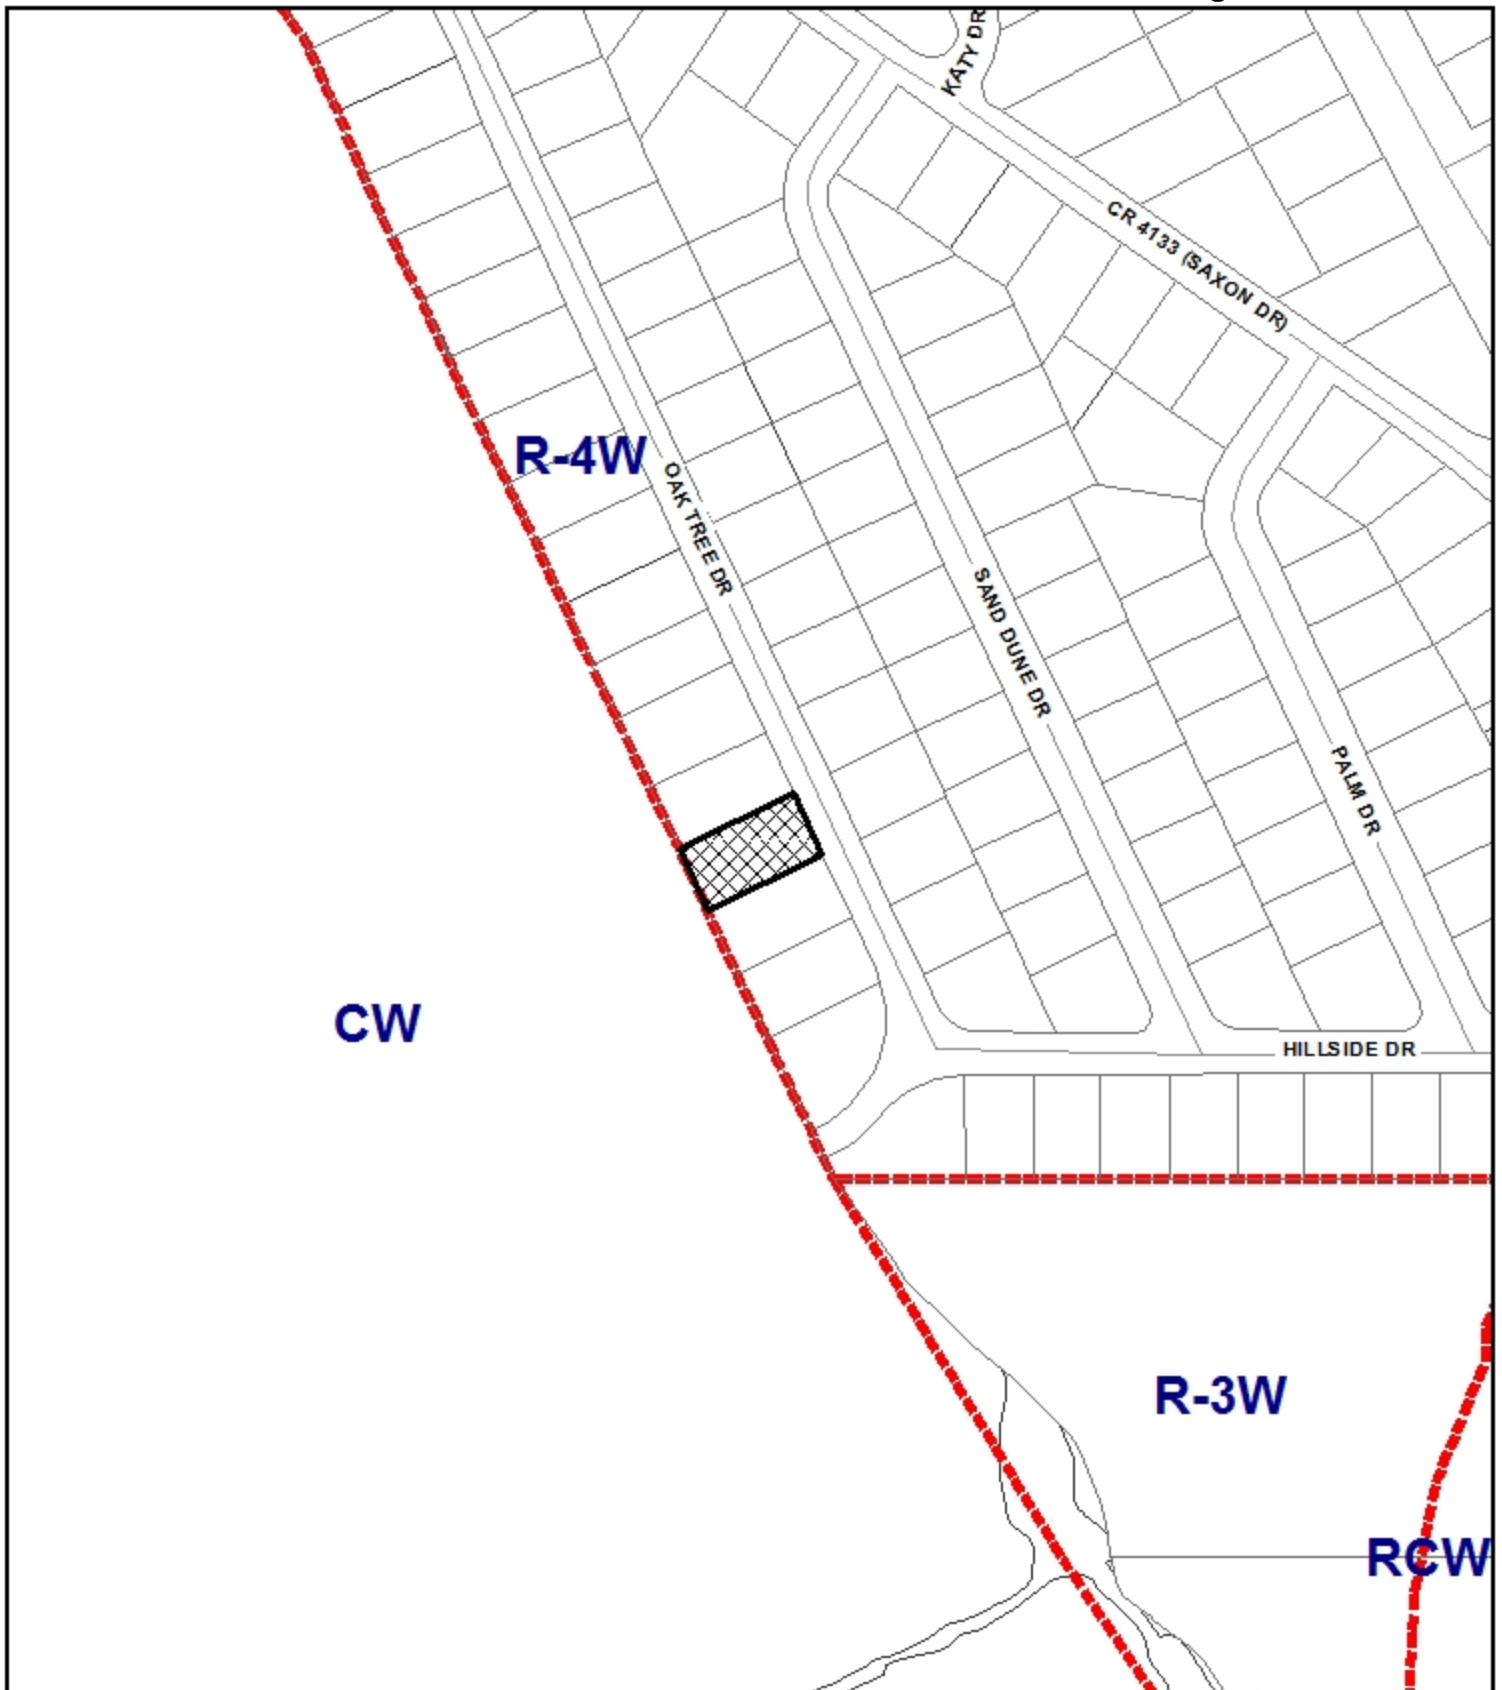 KATY DR
CR 4133 (SAXON DR)
R-4W
OAK TREE DR
SAND DUNE DR
PALM DR
CW
HILLSIDE DR
R-3W
RCW